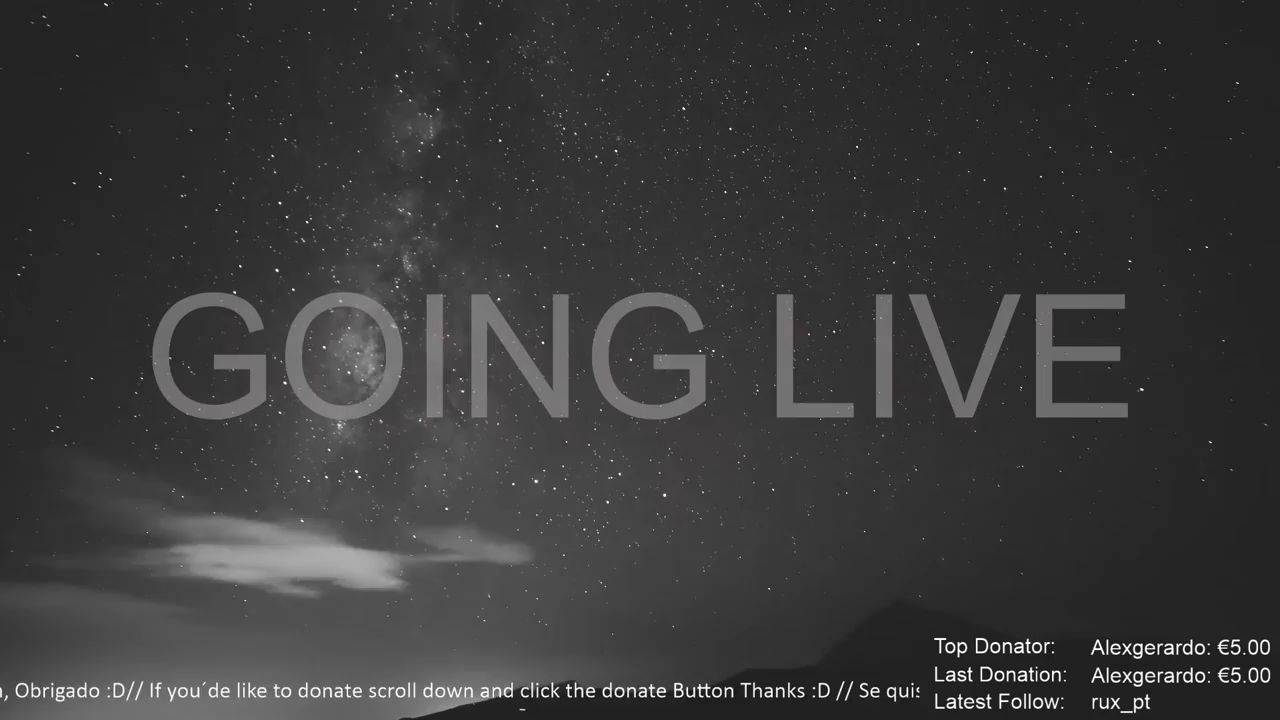 GOING LIVE
Top Donator: Alexgerardo: €5.00
Last Donation: Alexgerardo: €5.00
Latest Follow: rux_pt
, Obrigado :D// If you´de like to donate scroll down and click the donate Button Thanks :D // Se quis